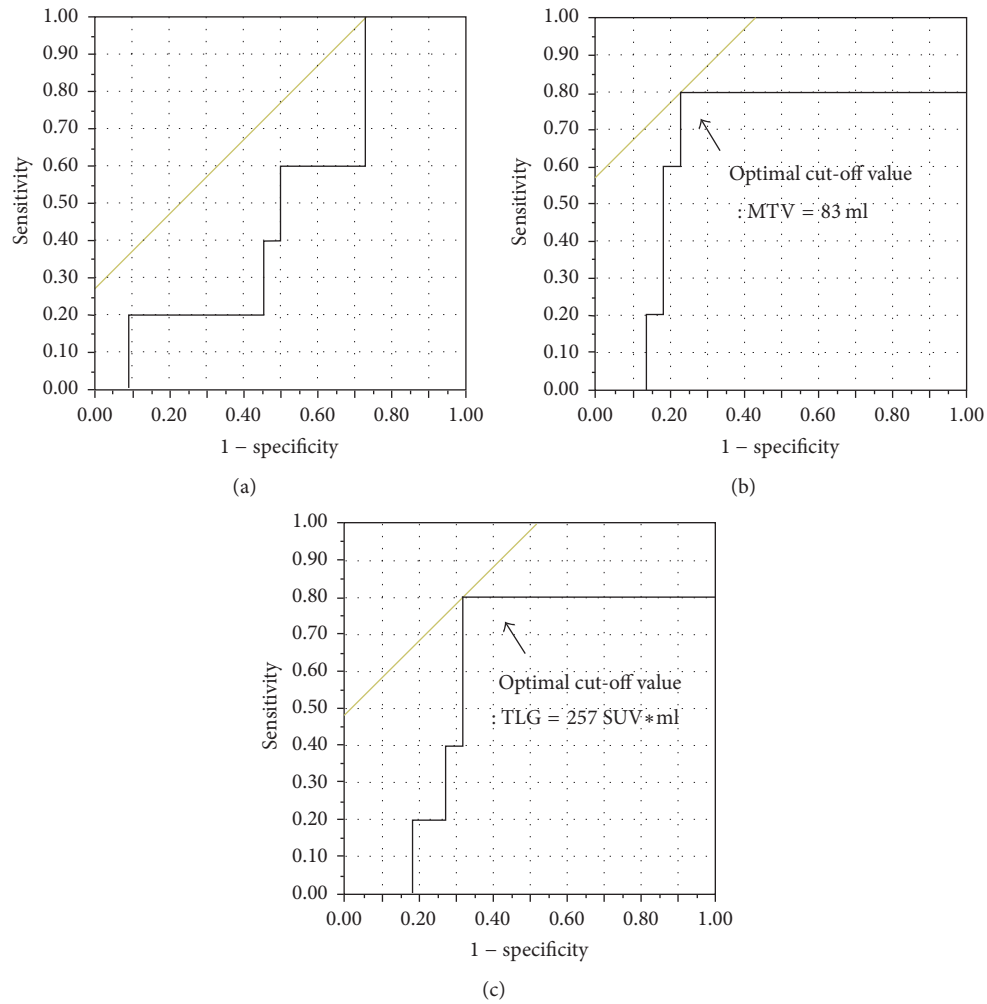 1.00
0.90
0.80
0.70
0.60
0.50
0.40
0.30
0.20
0.10
0.00
Sensitivity
0.00 0.20 0.40 0.60 0.80 1.00
1 − specificity
(a)
1.00
0.90
0.80
0.70
0.60
0.50
0.40
0.30
0.20
0.10
0.00
Sensitivity
Optimal cut-off value
: MTV = 83 ml
0.00 0.20 0.40 0.60 0.80 1.00
1 − specificity
(b)
1.00
0.90
0.80
0.70
0.60
0.50
0.40
0.30
0.20
0.10
0.00
Sensitivity
Optimal cut-off value
: TLG = 257 SUV∗ml
0.00 0.20 0.40 0.60 0.80 1.00
1 − specificity
(c)